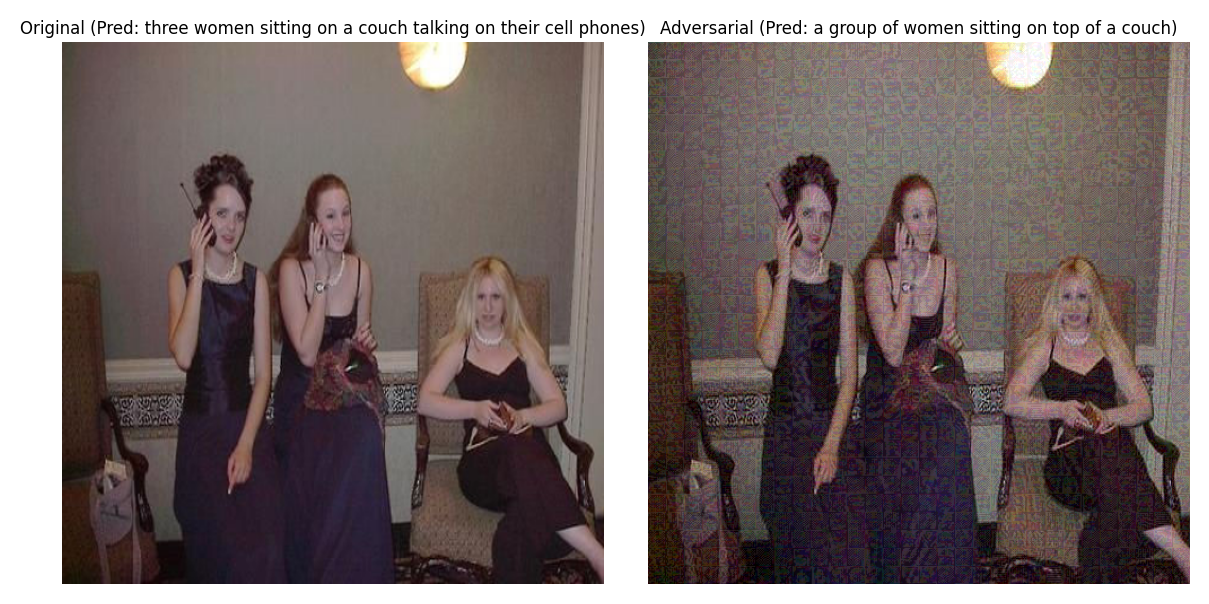 Original (Pred: three women sitting on a couch talking on their cell phones)
Adversarial (Pred: a group of women sitting on top of a couch)